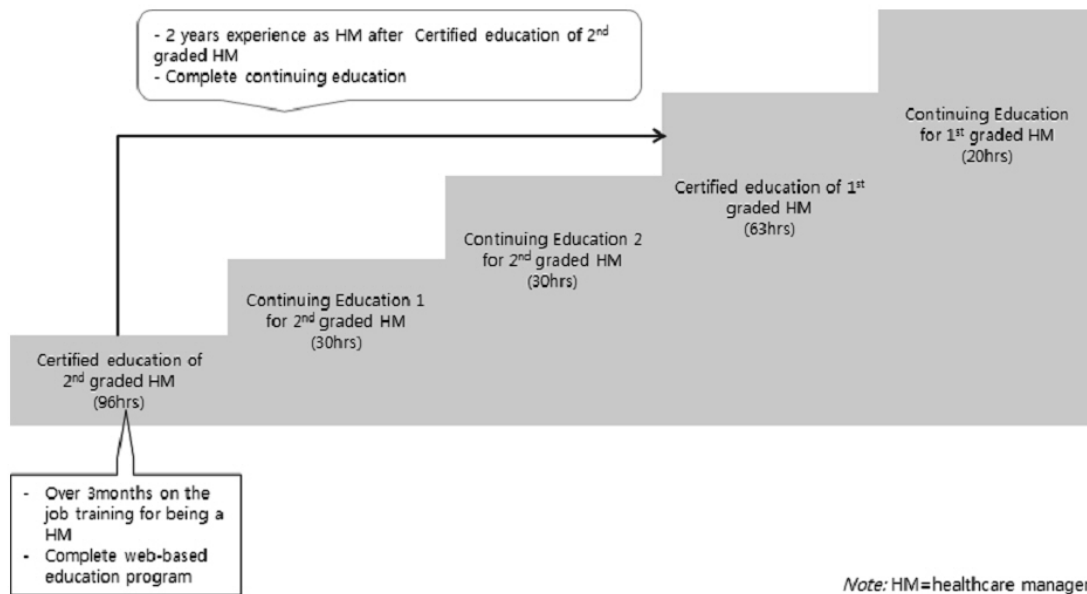 - 2 years experience as HM after Certified education of 2nd
graded HM
- Complete continuing education
Continuing Education
for 1st graded HM
(20hrs)
Certified education of 1st
graded HM
(63hrs)
Continuing Education 2
for 2nd graded HM
(30hrs)
Continuing Education 1
for 2nd graded HM
(30hrs)
Certified education of
2nd graded HM
(96hrs)
- Over 3months on the
job training for being a
HM
- Complete web-based
education program
Note: HM=healthcare manager